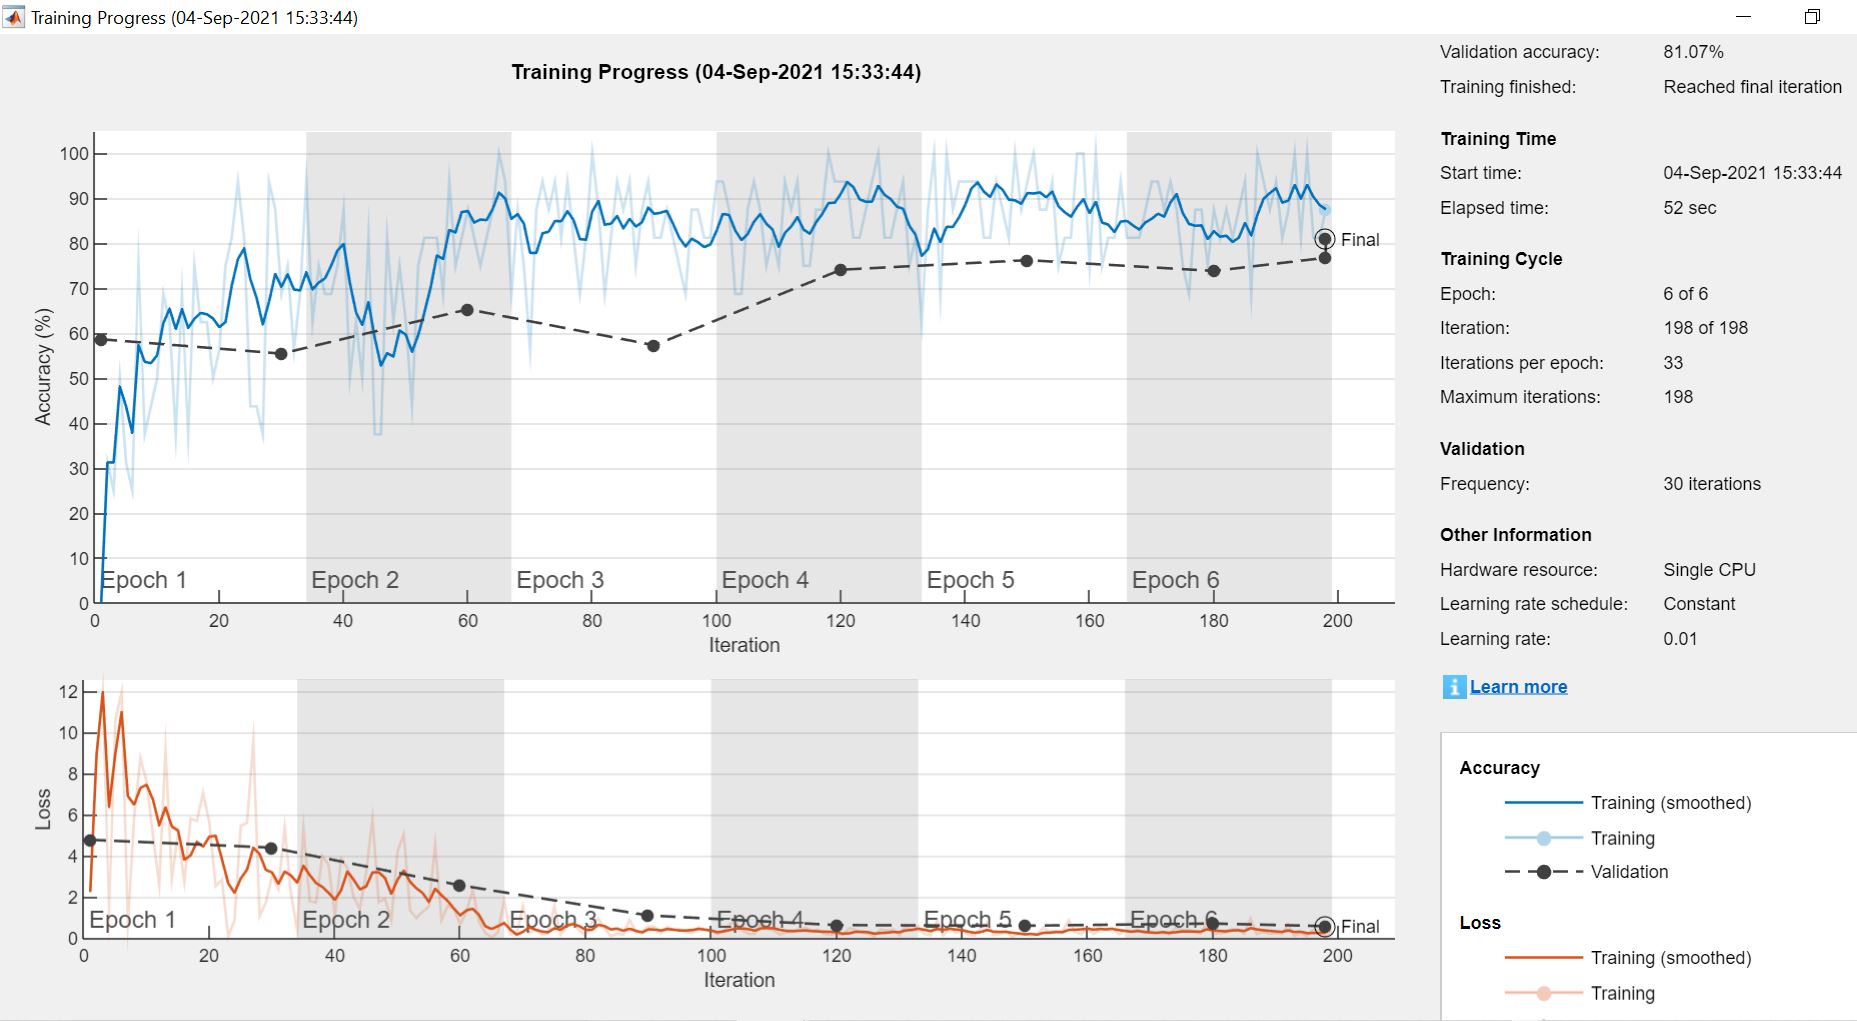 Training Progress (04-Sep-2021 15:33:44)
Training Progress (04-Sep-2021 15:33:44)
Accuracy (%)
100
90
80
70
60
50
40
30
20
10
0
Final
Epoch 1 Epoch 2 Epoch 3 Epoch 4 Epoch 5 Epoch 6
0 20 40 60 80 100 120 140 160 180 200
Iteration
Loss
12
10
8
6
4
2
0
Epoch 1 Epoch 2 Epoch 3 Epoch 4 Epoch 5 Epoch 6
Final
0 20 40 60 80 100 120 140 160 180 200
Iteration
Validation accuracy: 81.07%
Training finished: Reached final iteration
Training Time
Start time: 04-Sep-2021 15:33:44
Elapsed time: 52 sec
Training Cycle
Epoch: 6 of 6
Iteration: 198 of 198
Iterations per epoch: 33
Maximum iterations: 198
Validation
Frequency: 30 iterations
Other Information
Hardware resource: Single CPU
Learning rate schedule: Constant
Learning rate: 0.01
i Learn more
Accuracy
Training (smoothed)
Training
Validation
Loss
Training (smoothed)
Training